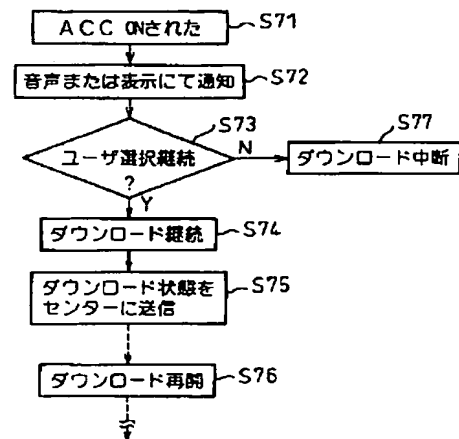 ACC ONされた
S71
音声または表示にて通知
S72
S73
ユーザ選択継続
?
N
S77
ダウンロード中断
Y
ダウンロード継続
S74
ダウンロード状態を
センターに送信
S75
ダウンロード再開
S76